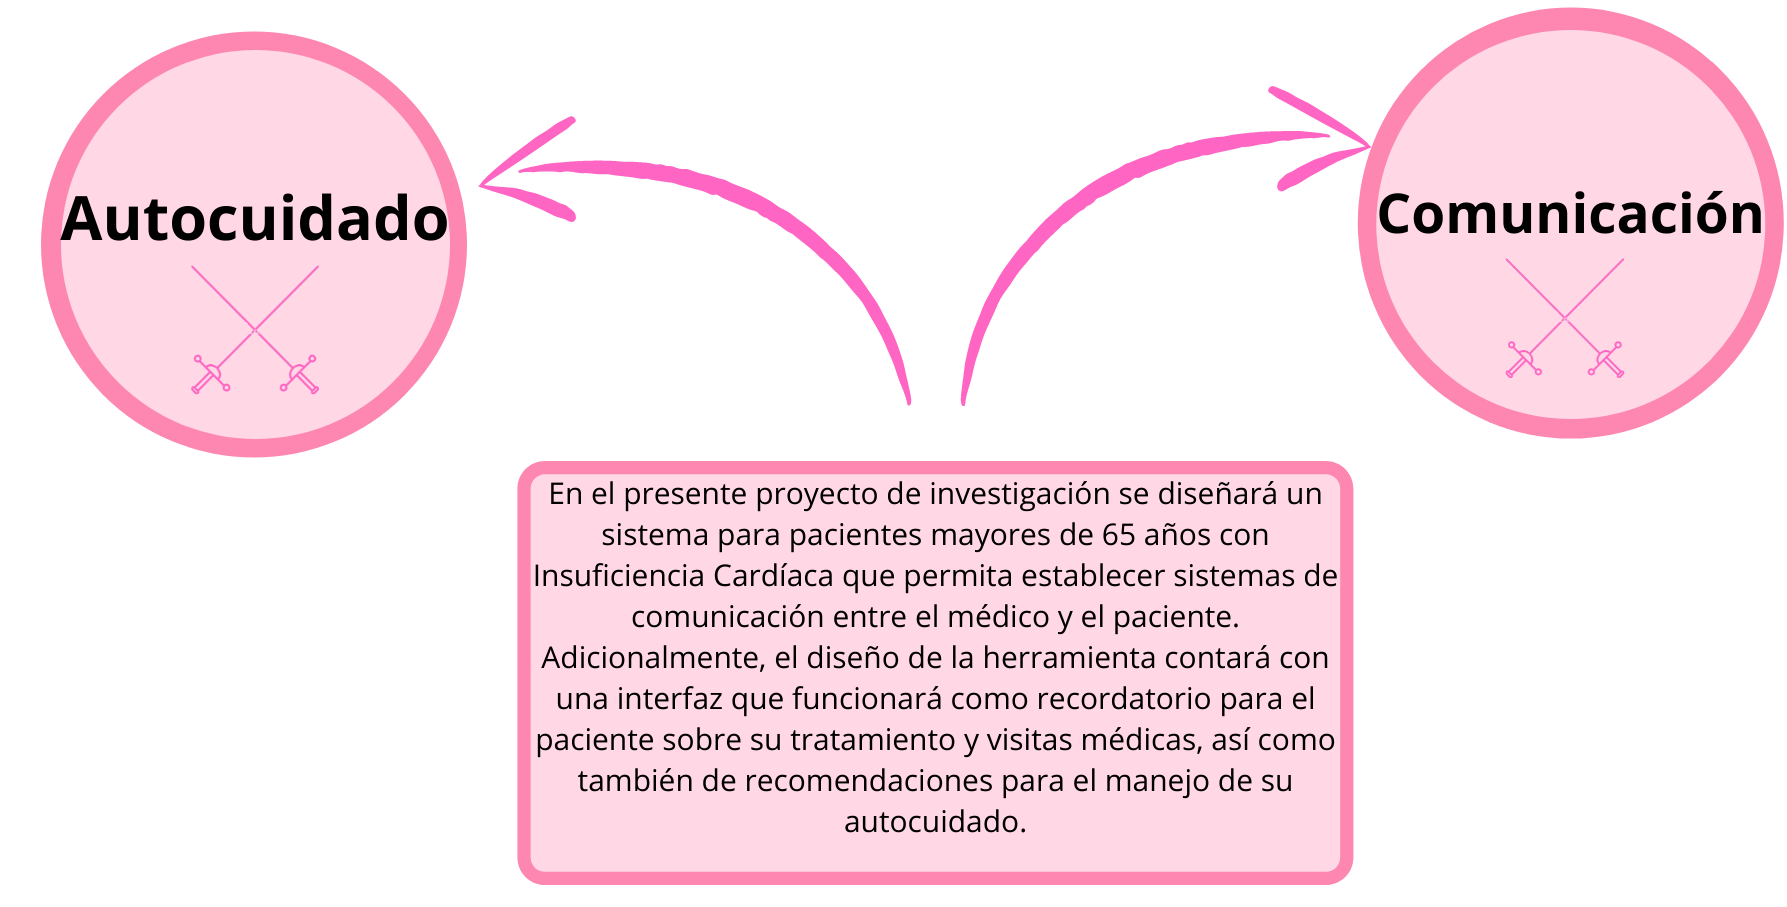 Autocuidado
Comunicación
En el presente proyecto de investigación se diseñará un
sistema para pacientes mayores de 65 años con
Insuficiencia Cardíaca que permita establecer sistemas de
comunicación entre el médico y el paciente.
Adicionalmente, el diseño de la herramienta contará con
una interfaz que funcionará como recordatorio para el
paciente sobre su tratamiento y visitas médicas, así como
también de recomendaciones para el manejo de su
autocuidado.